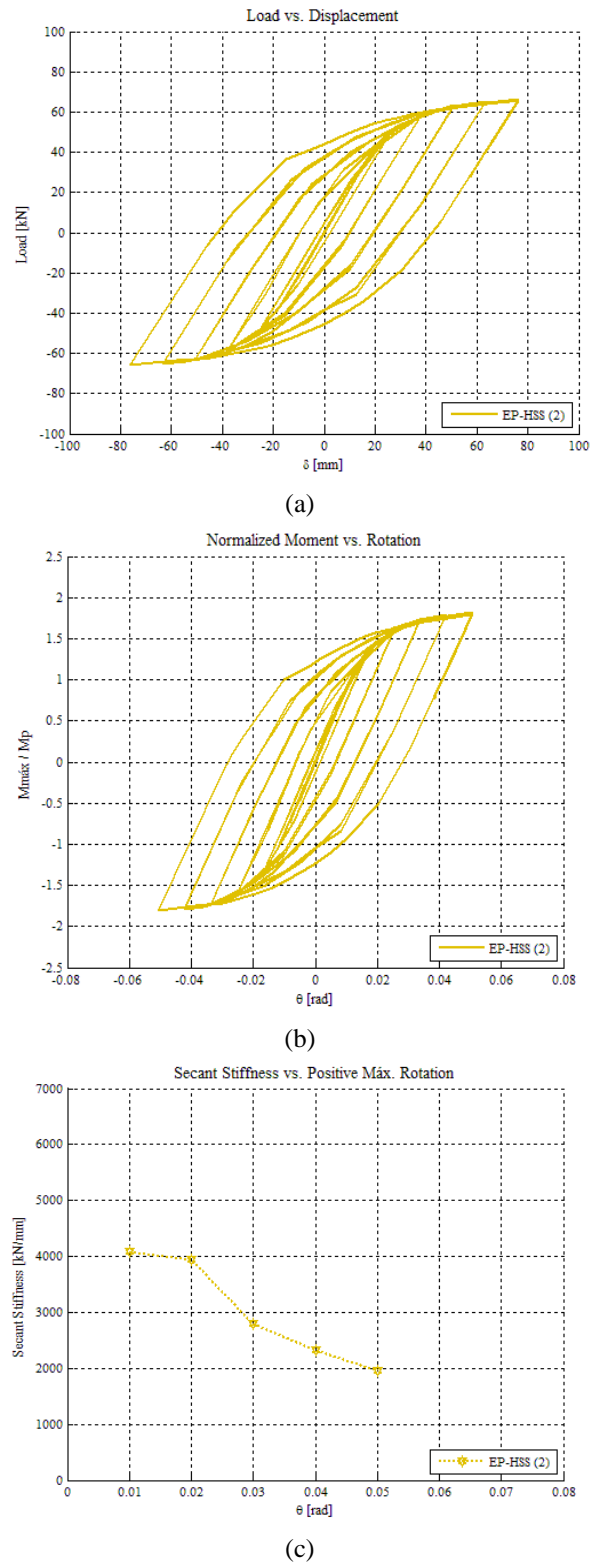 Load vs. Displacement
100
80
60
40
20
0
-20
-40
-60
-80
-100
Load [kN]
-100 -80 -60 -40 -20 0 20 40 60 80 100
δ [mm]
EP-HSS (2)
(a)
Normalized Moment vs. Rotation
2.5
2
1.5
1
0.5
0
-0.5
-1
-1.5
-2
-2.5
Mmáx / Mp
-0.08 -0.06 -0.04 -0.02 0 0.02 0.04 0.06 0.08
θ [rad]
EP-HSS (2)
(b)
Secant Stiffness vs. Positive Máx. Rotation
7000
6000
5000
4000
3000
2000
1000
0
Secant Stiffness [kN/mm]
0 0.01 0.02 0.03 0.04 0.05 0.06 0.07 0.08
θ [rad]
EP-HSS (2)
(c)